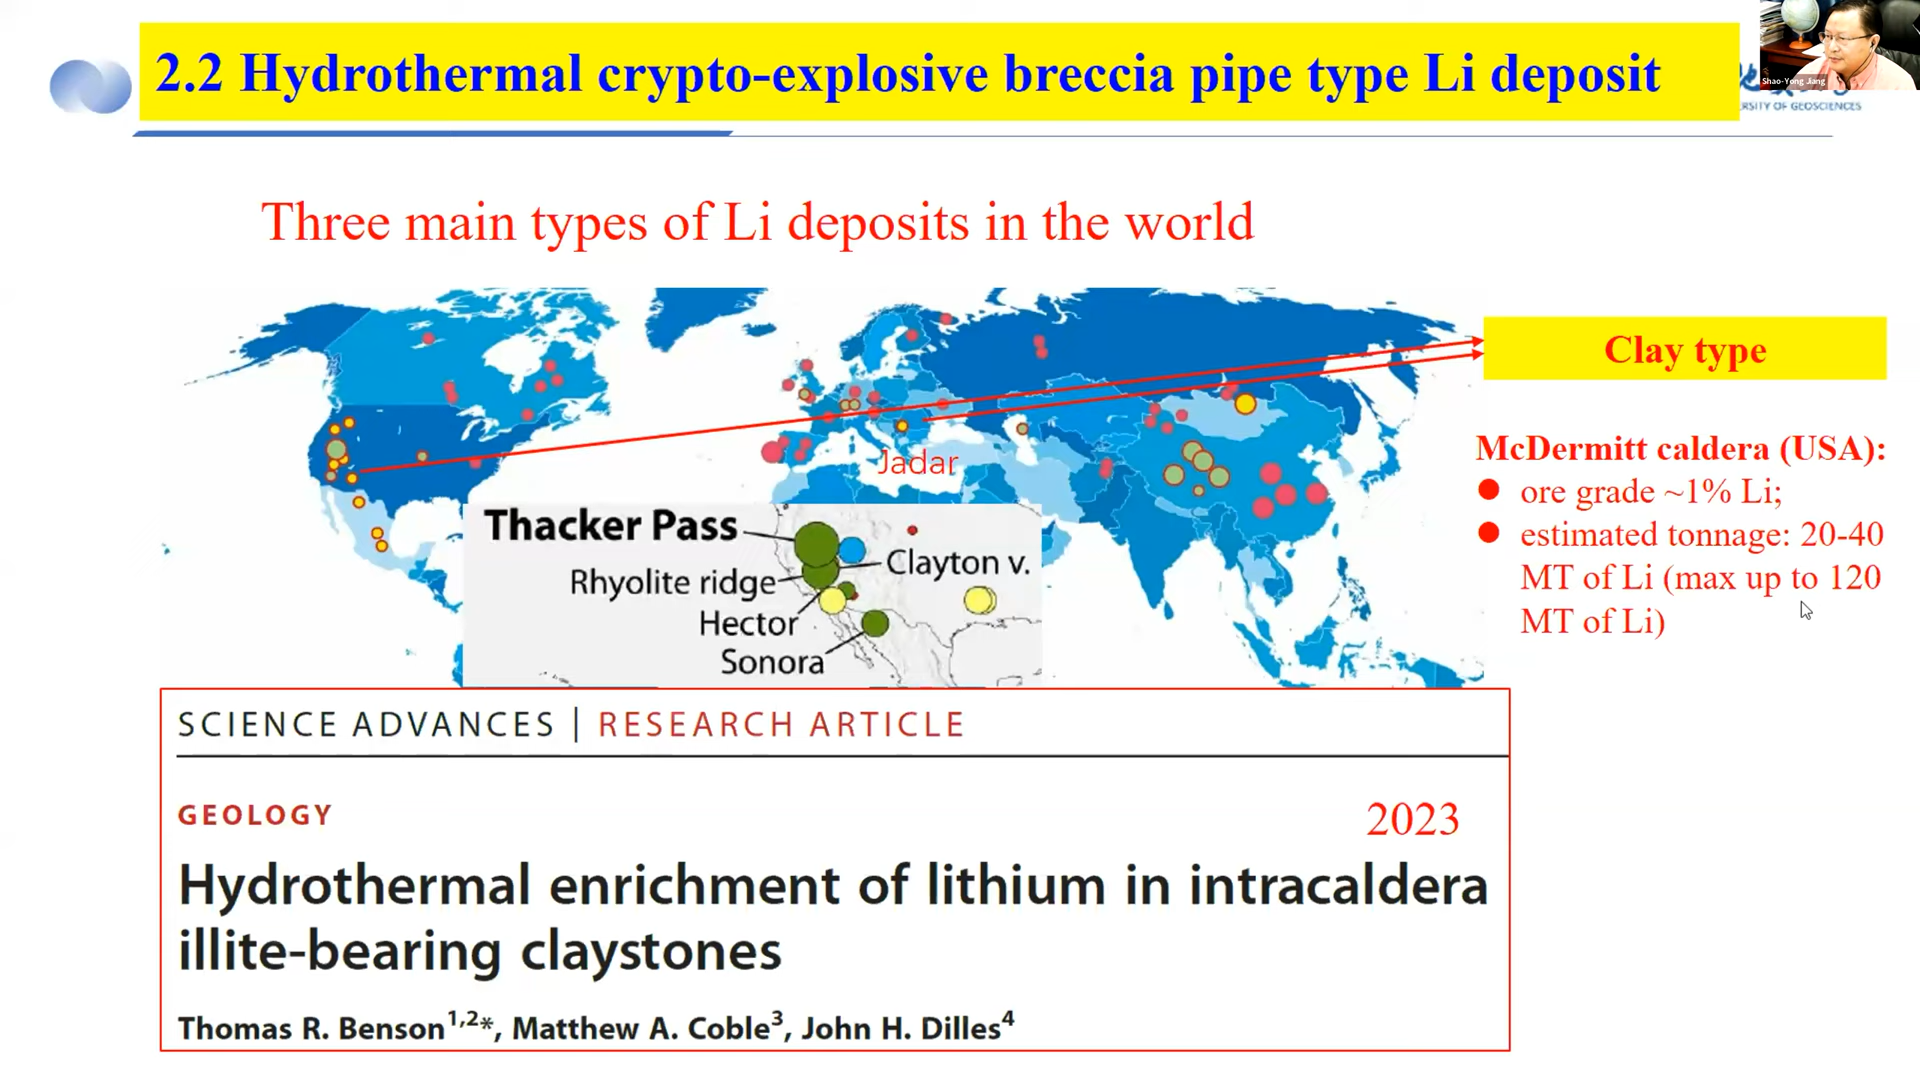 2.2 Hydrothermal crypto-explosive breccia pipe type Li deposit
Shao-Yong Jiang
RSITY OF GEOSCIENCES
Three main types of Li deposits in the world
Clay type
Jadar
McDermitt caldera (USA):
ore grade ~1% Li;
estimated tonnage: 20-40
MT of Li (max up to 120
MT of Li)
Thacker Pass
Clayton v.
Rhyolite ridge
Hector
Sonora
SCIENCE ADVANCES | RESEARCH ARTICLE
GEOLOGY
2023
Hydrothermal enrichment of lithium in intracaldera
illite-bearing claystones
Thomas R. Benson1,2*, Matthew A. Coble3, John H. Dilles4